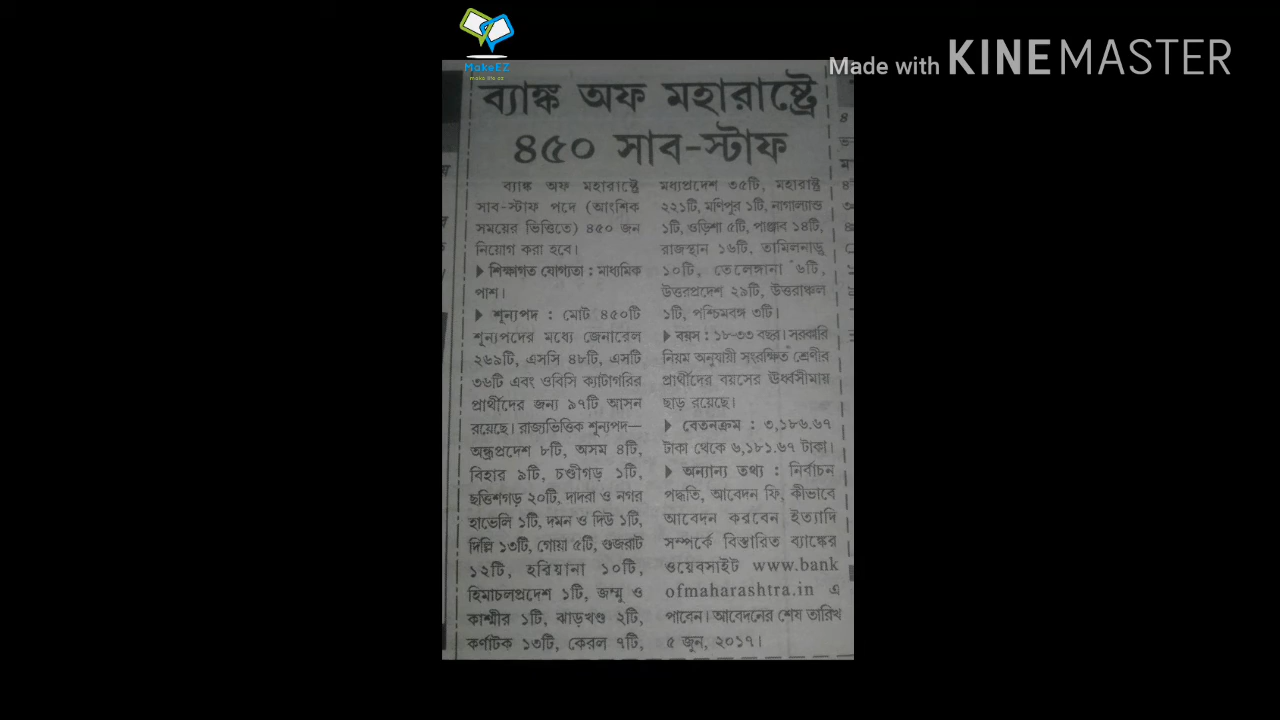 MakeEZ
make life ez
Made with KINEMASTER
ব্যাঙ্ক অফ মহারাষ্ট্রে
৪৫০ সাব-স্টাফ
ব্যাঙ্ক অফ মহারাষ্ট্রে
সাব-স্টাফ পদে (আংশিক
সময়ের ভিত্তিতে) ৪৫০ জন
নিয়োগ করা হবে।
▶ শিক্ষাগত যোগ্যতা : মাধ্যমিক
পাশ।
▶ শূন্যপদ : মোট ৪৫০টি
শূন্যপদের মধ্যে জেনারেল
২৬৯টি, এসসি ৪৮টি, এসটি
৩৬টি এবং ওবিসি ক্যাটাগরির
প্রার্থীদের জন্য ৯৭টি আসন
রয়েছে। রাজ্যভিত্তিক শূন্যপদ—
অন্ধ্রপ্রদেশ ৮টি, অসম ৪টি,
বিহার ৯টি, চণ্ডীগড় ১টি,
ছত্তিশগড় ২০টি, দাদরা ও নগর
হাভেলি ১টি, দমন ও দিউ ১টি,
দিল্লি ১৩টি, গোয়া ৫টি, গুজরাট
১২টি, হরিয়ানা ১০টি,
হিমাচলপ্রদেশ ১টি, জম্মু ও
কাশ্মীর ১টি, ঝাড়খণ্ড ২টি,
কর্ণাটক ১৩টি, কেরল ৭টি,
মধ্যপ্রদেশ ৩৫টি, মহারাষ্ট্র
২২১টি, মণিপুর ১টি, নাগাল্যান্ড
১টি, ওড়িশা ৫টি, পাঞ্জাব ১৪টি,
রাজস্থান ১৬টি, তামিলনাড়ু
১০টি, তেলেঙ্গানা ৬টি,
উত্তরপ্রদেশ ২৯টি, উত্তরাঞ্চল
১টি, পশ্চিমবঙ্গ ৩টি।
▶ বয়স : ১৮-৩৩ বছর। সরকারি
নিয়ম অনুযায়ী সংরক্ষিত শ্রেণীর
প্রার্থীদের বয়সের ঊর্ধ্বসীমায়
ছাড় রয়েছে।
▶ বেতনক্রম : ৩,১৮৬.৬৭
টাকা থেকে ৬,১৮১.৬৭ টাকা।
▶ অন্যান্য তথ্য : নির্বাচন
পদ্ধতি, আবেদন ফি, কীভাবে
আবেদন করবেন ইত্যাদি
সম্পর্কে বিস্তারিত ব্যাঙ্কের
ওয়েবসাইট www.bank
ofmaharashtra.in এ
পাবেন। আবেদনের শেষ তারিখ
৫ জুন, ২০১৭।